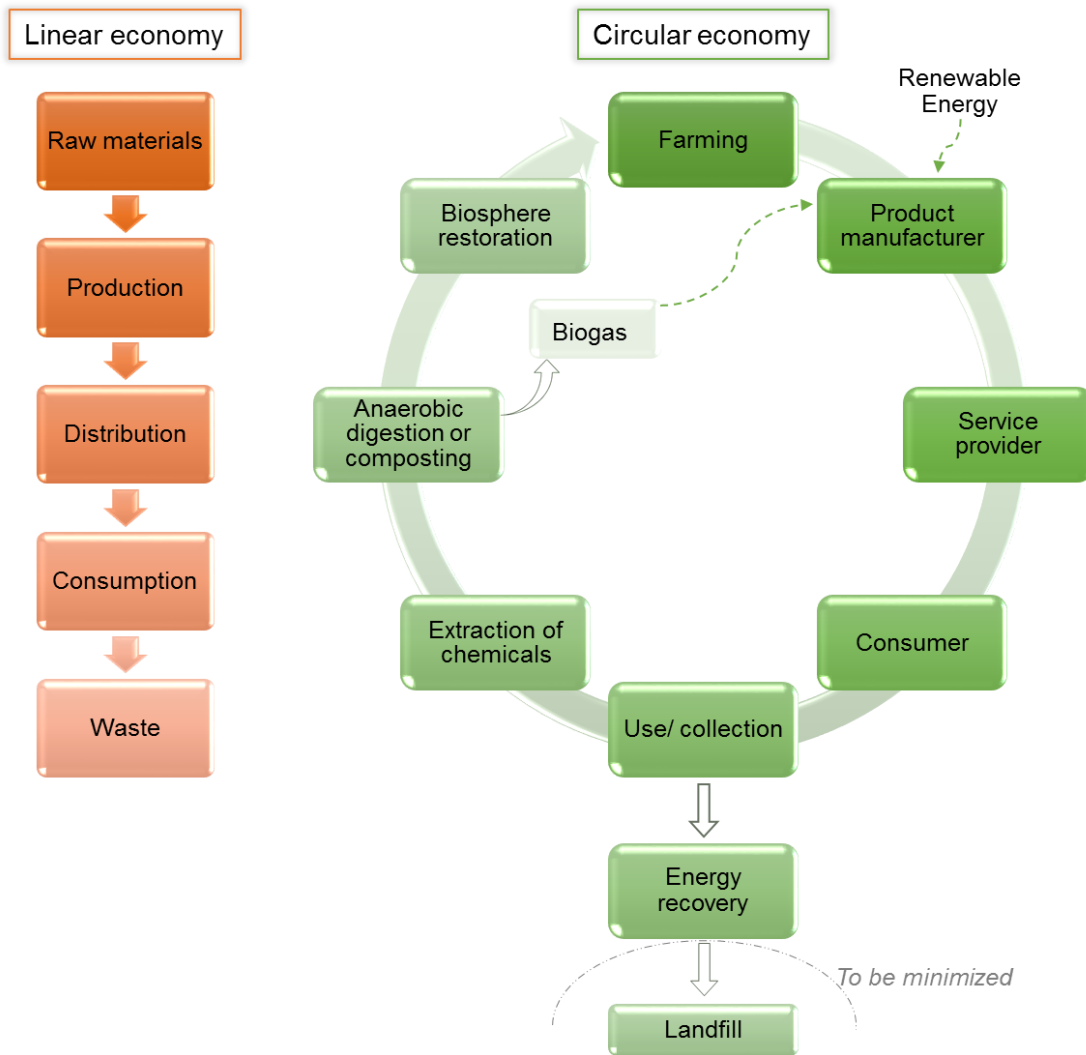 Linear economy
Raw materials
Production
Distribution
Consumption
Waste
Circular economy
Renewable
Energy
Farming
Product
manufacturer
Service
provider
Consumer
Use/ collection
Extraction of
chemicals
Anaerobic
digestion or
composting
Biogas
Biosphere
restoration
Energy
recovery
To be minimized
Landfill